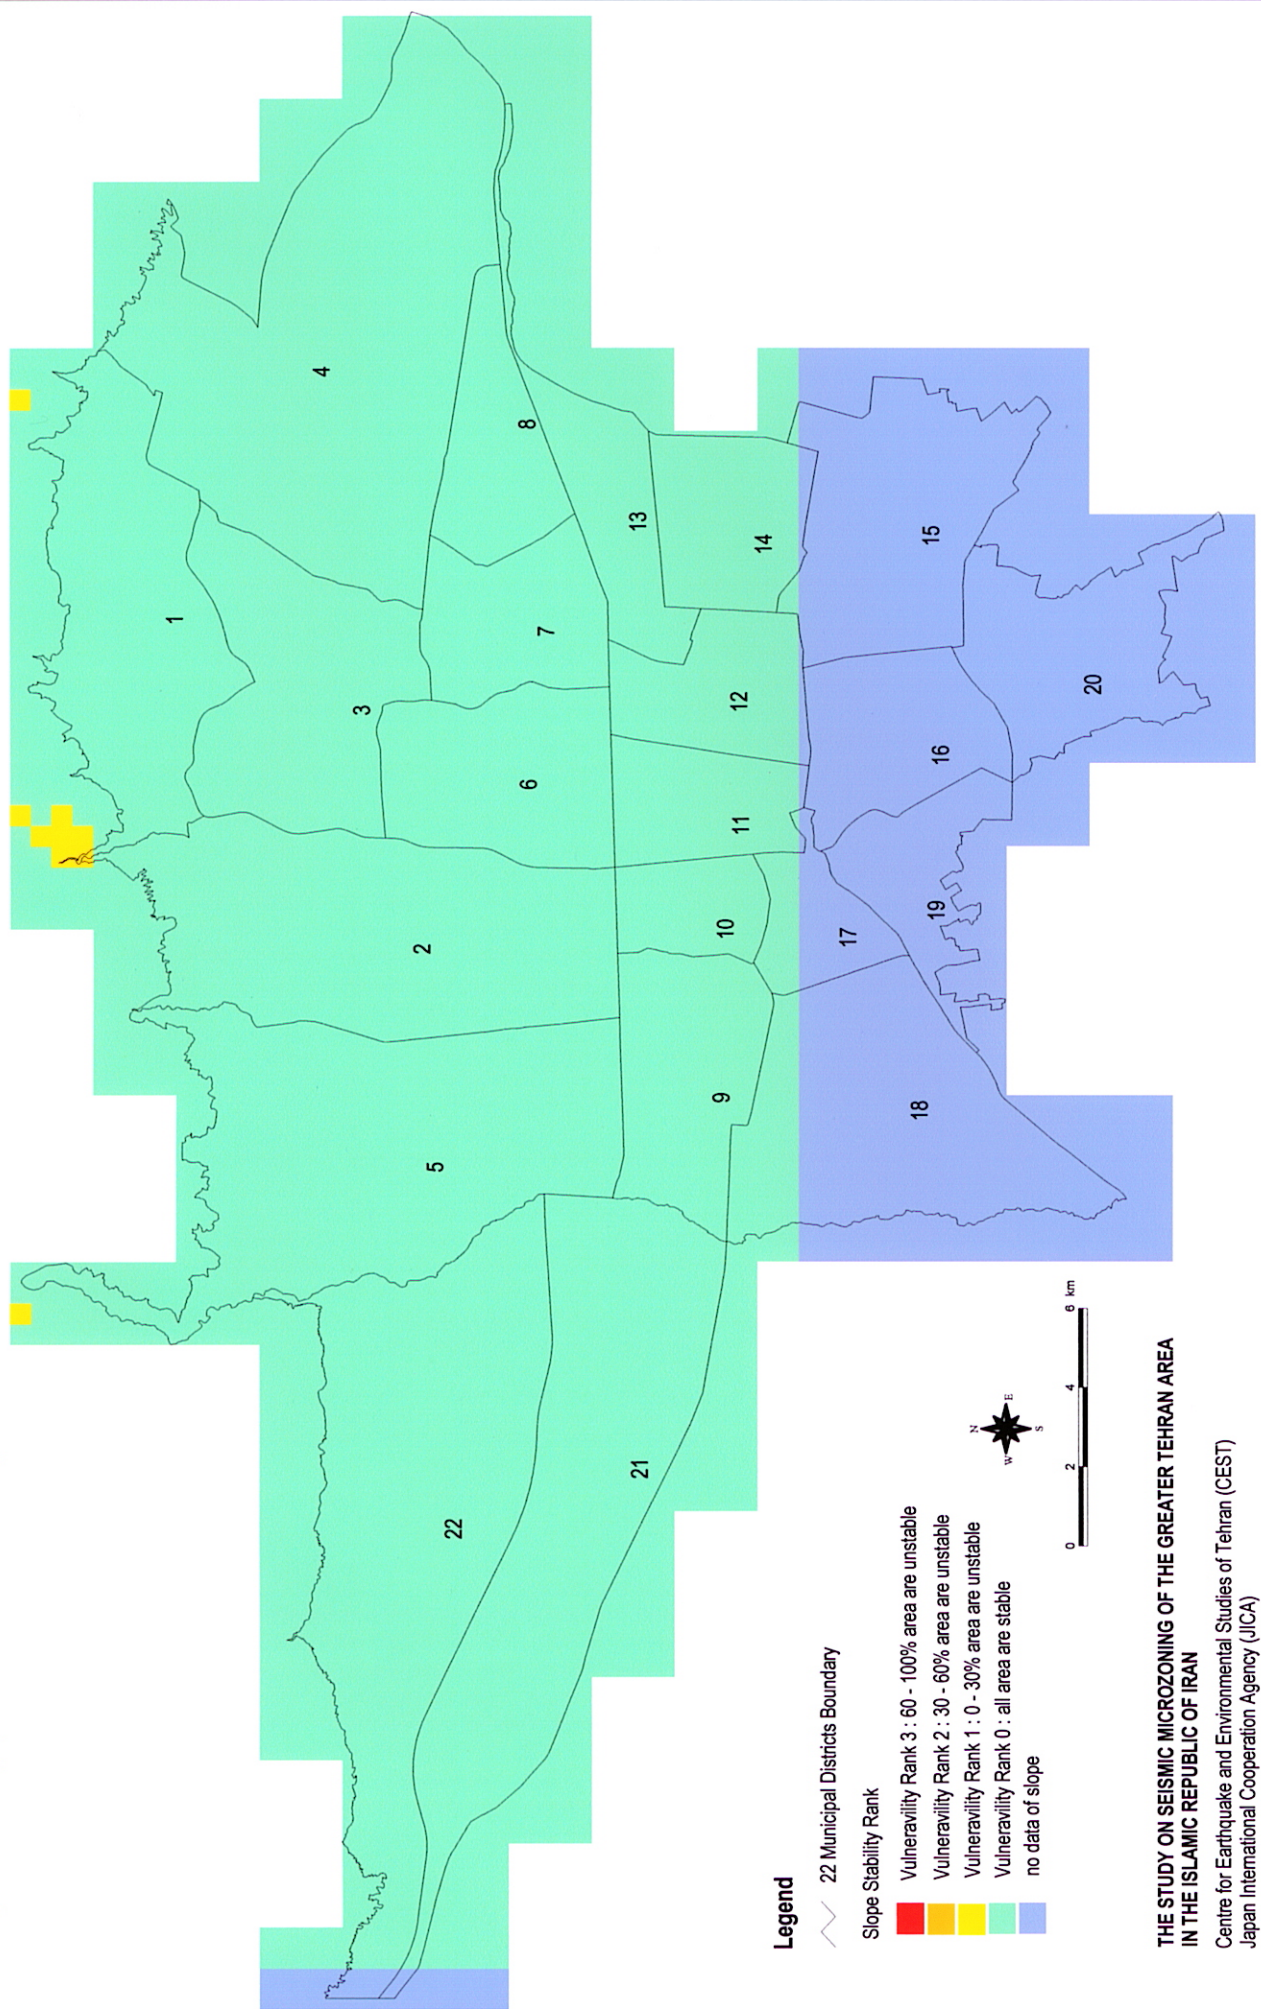 1
2
3
4
5
6
7
8
9
10
11
12
13
14
15
16
17
18
19
20
21
22
Legend
22 Municipal Districts Boundary
Slope Stability Rank
Vulneravility Rank 3 : 60 - 100% area are unstable
Vulneravility Rank 2 : 30 - 60% area are unstable
Vulneravility Rank 1 : 0 - 30% area are unstable
Vulneravility Rank 0 : all area are stable
no data of slope
N
W
E
S
0 2 4 6 km
THE STUDY ON SEISMIC MICROZONING OF THE GREATER TEHRAN AREA
IN THE ISLAMIC REPUBLIC OF IRAN
Centre for Earthquake and Environmental Studies of Tehran (CEST)
Japan International Cooperation Agency (JICA)